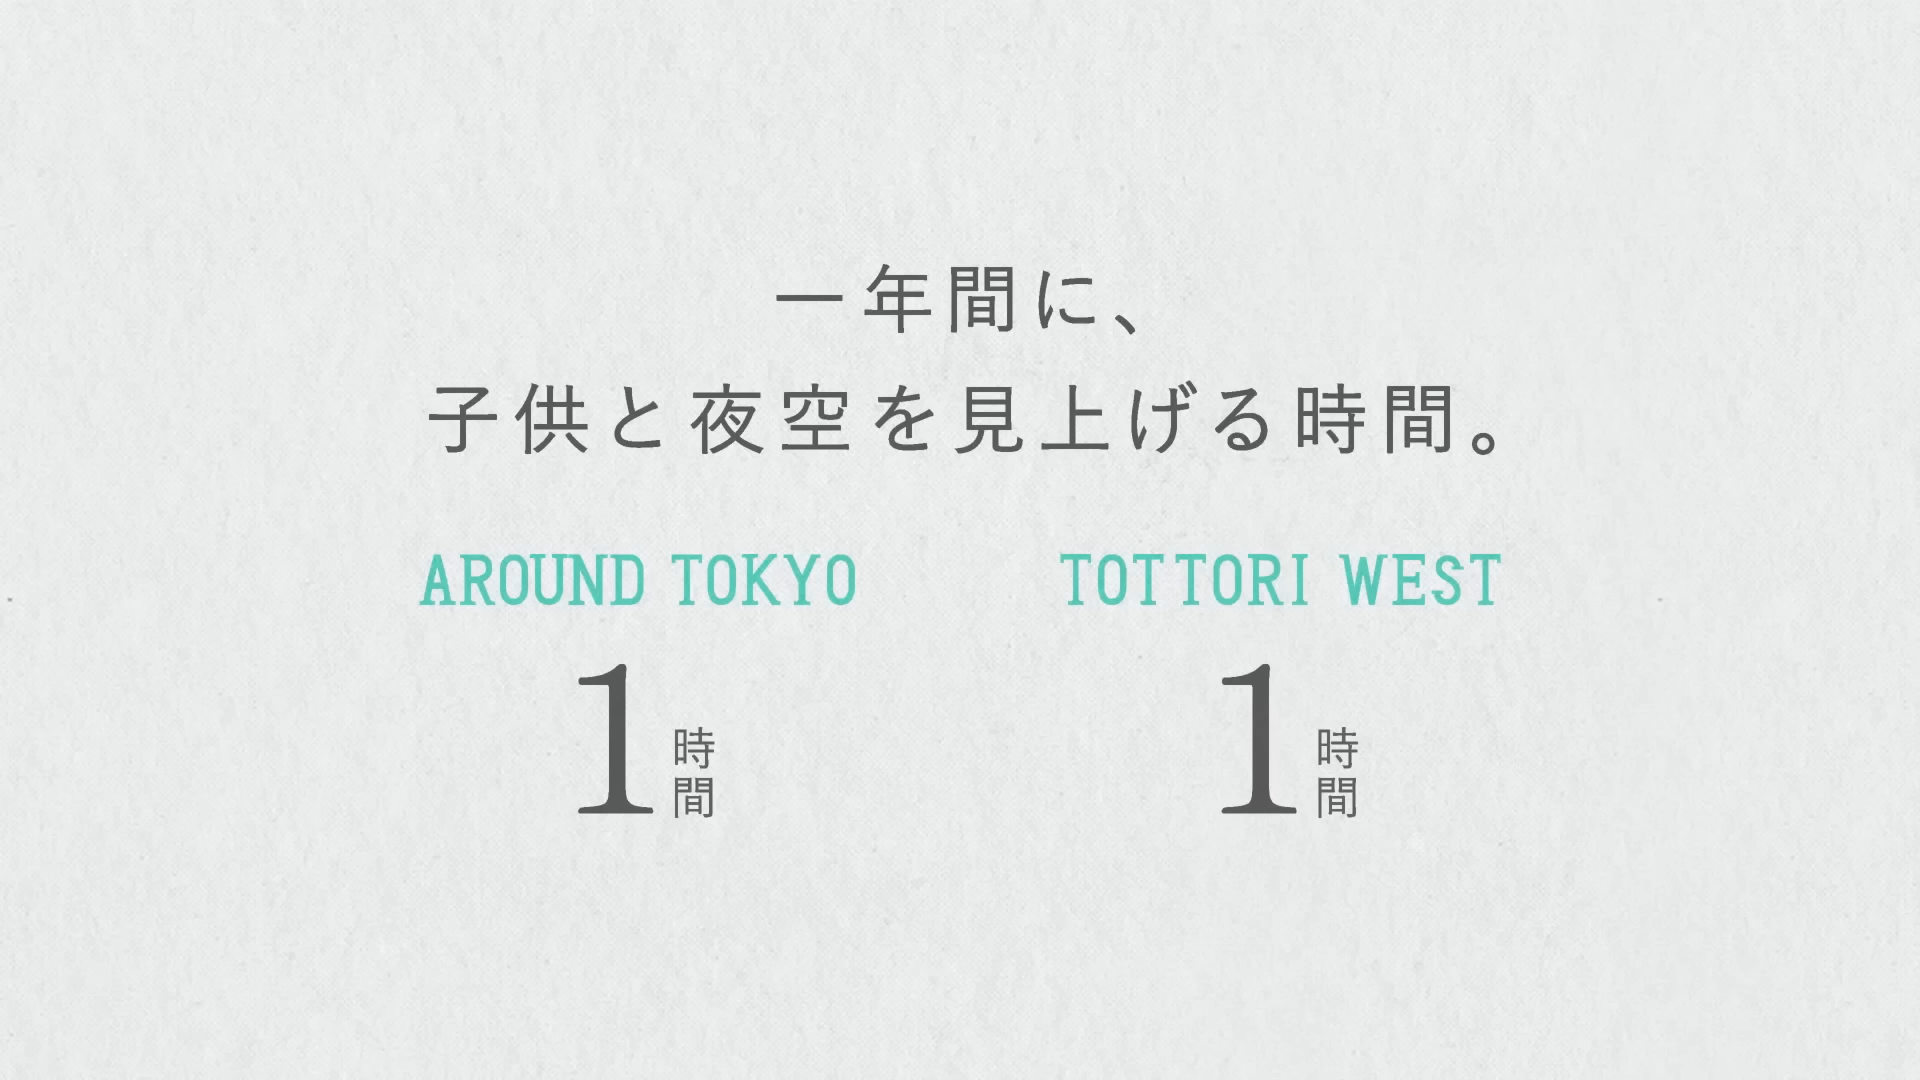 一年間に、
子供と夜空を見上げる時間。
AROUND TOKYO
1時間
TOTTORI WEST
1時間